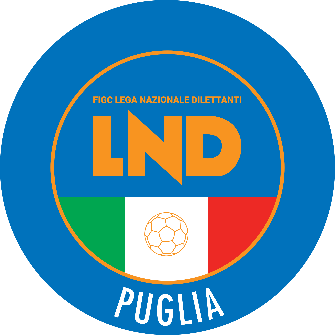 FIGC LEGA NAZIONALE DILETTANTI
LND
PUGLIA